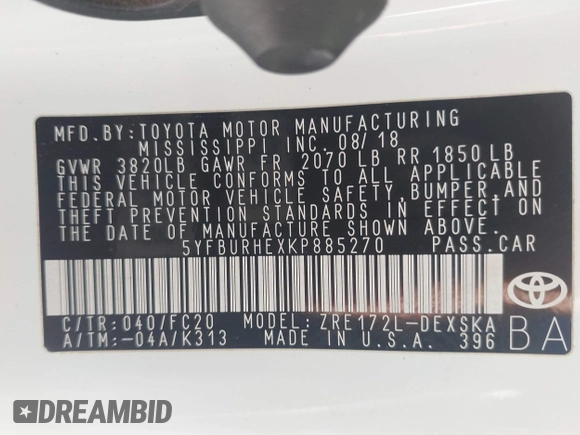 MFD. BY: TOYOTA MOTOR MANUFACTURING
MISSISSIPPI INC. 08/18
GVWR 3820LB GAWR FR 2070 LB RR 1850 LB
THIS VEHICLE CONFORMS TO ALL APPLICABLE
FEDERAL MOTOR VEHICLE SAFETY, BUMPER, AND
THEFT PREVENTION STANDARDS IN EFFECT ON
THE DATE OF MANUFACTURE SHOWN ABOVE.
5YFBURHEXKP885270 PASS. CAR
C/TR: 040/FC20 MODEL: ZRE172L-DEXSKA
A/TM: -04A/K313 MADE IN U.S.A. 396
BA
DREAMBID